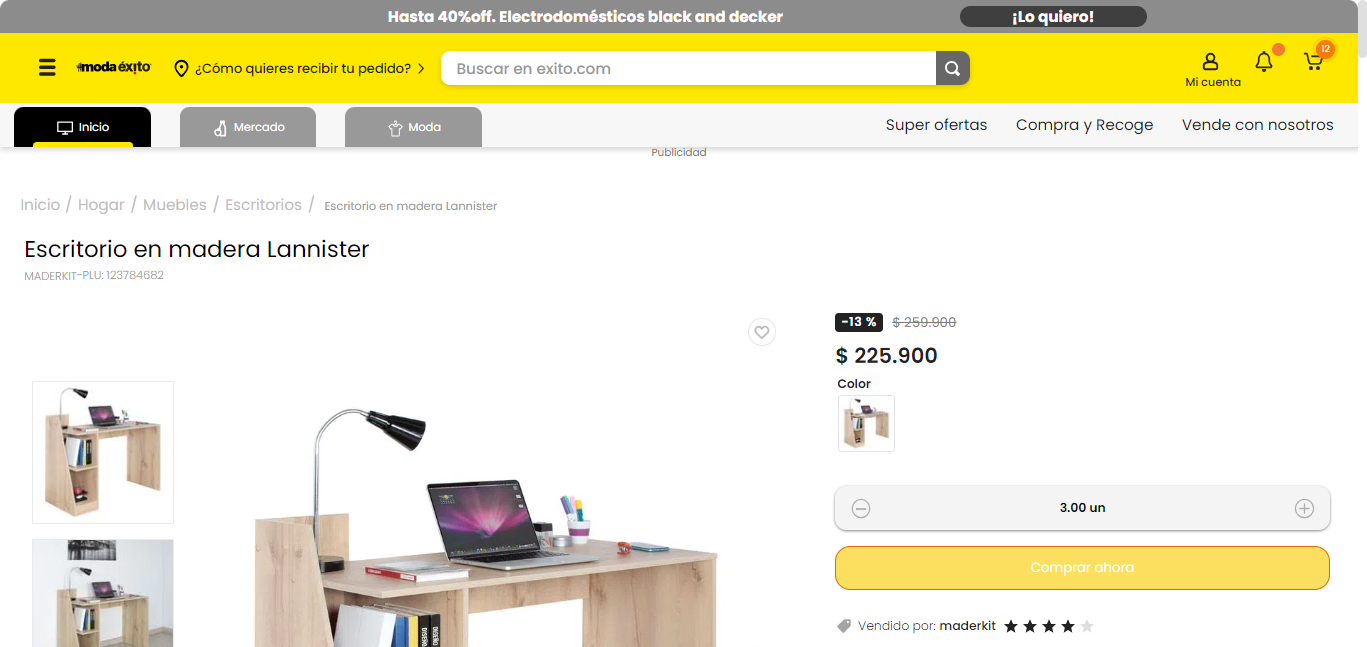 Hasta 40%off. Electrodomésticos black and decker
¡Lo quiero!
#moda éxito
¿Cómo quieres recibir tu pedido?
Buscar en exito.com
Mi cuenta
12
Inicio
Mercado
Moda
Super ofertas
Compra y Recoge
Vende con nosotros
Publicidad
Inicio / Hogar / Muebles / Escritorios / Escritorio en madera Lannister
Escritorio en madera Lannister
MADERKIT-PLU: 123784682
-13 % $ 259.900
$ 225.900
Color
3.00 un
Comprar ahora
Vendido por: maderkit
DISEÑO
DISEÑO